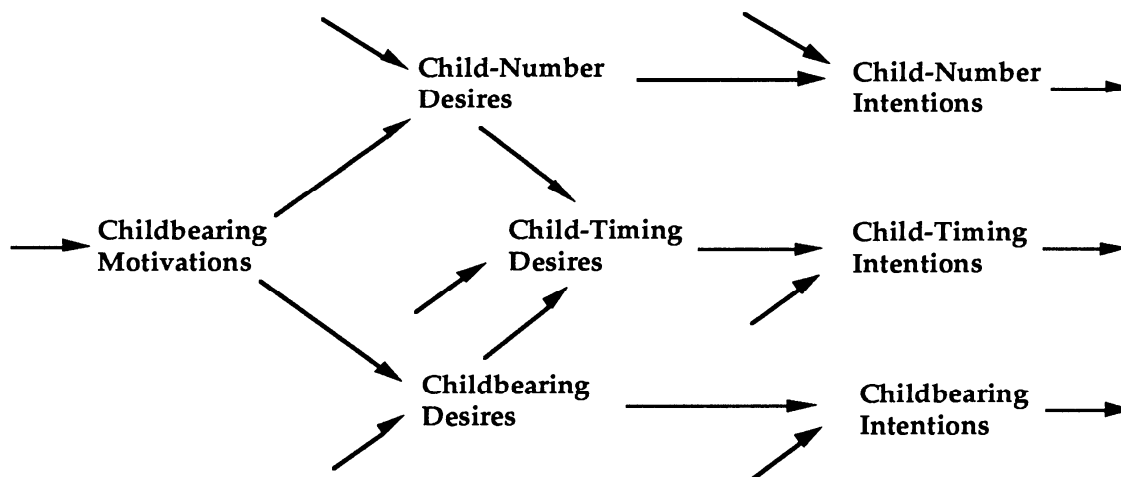 Child-Number
Desires
Child-Number
Intentions
Childbearing
Motivations
Child-Timing
Desires
Child-Timing
Intentions
Childbearing
Desires
Childbearing
Intentions